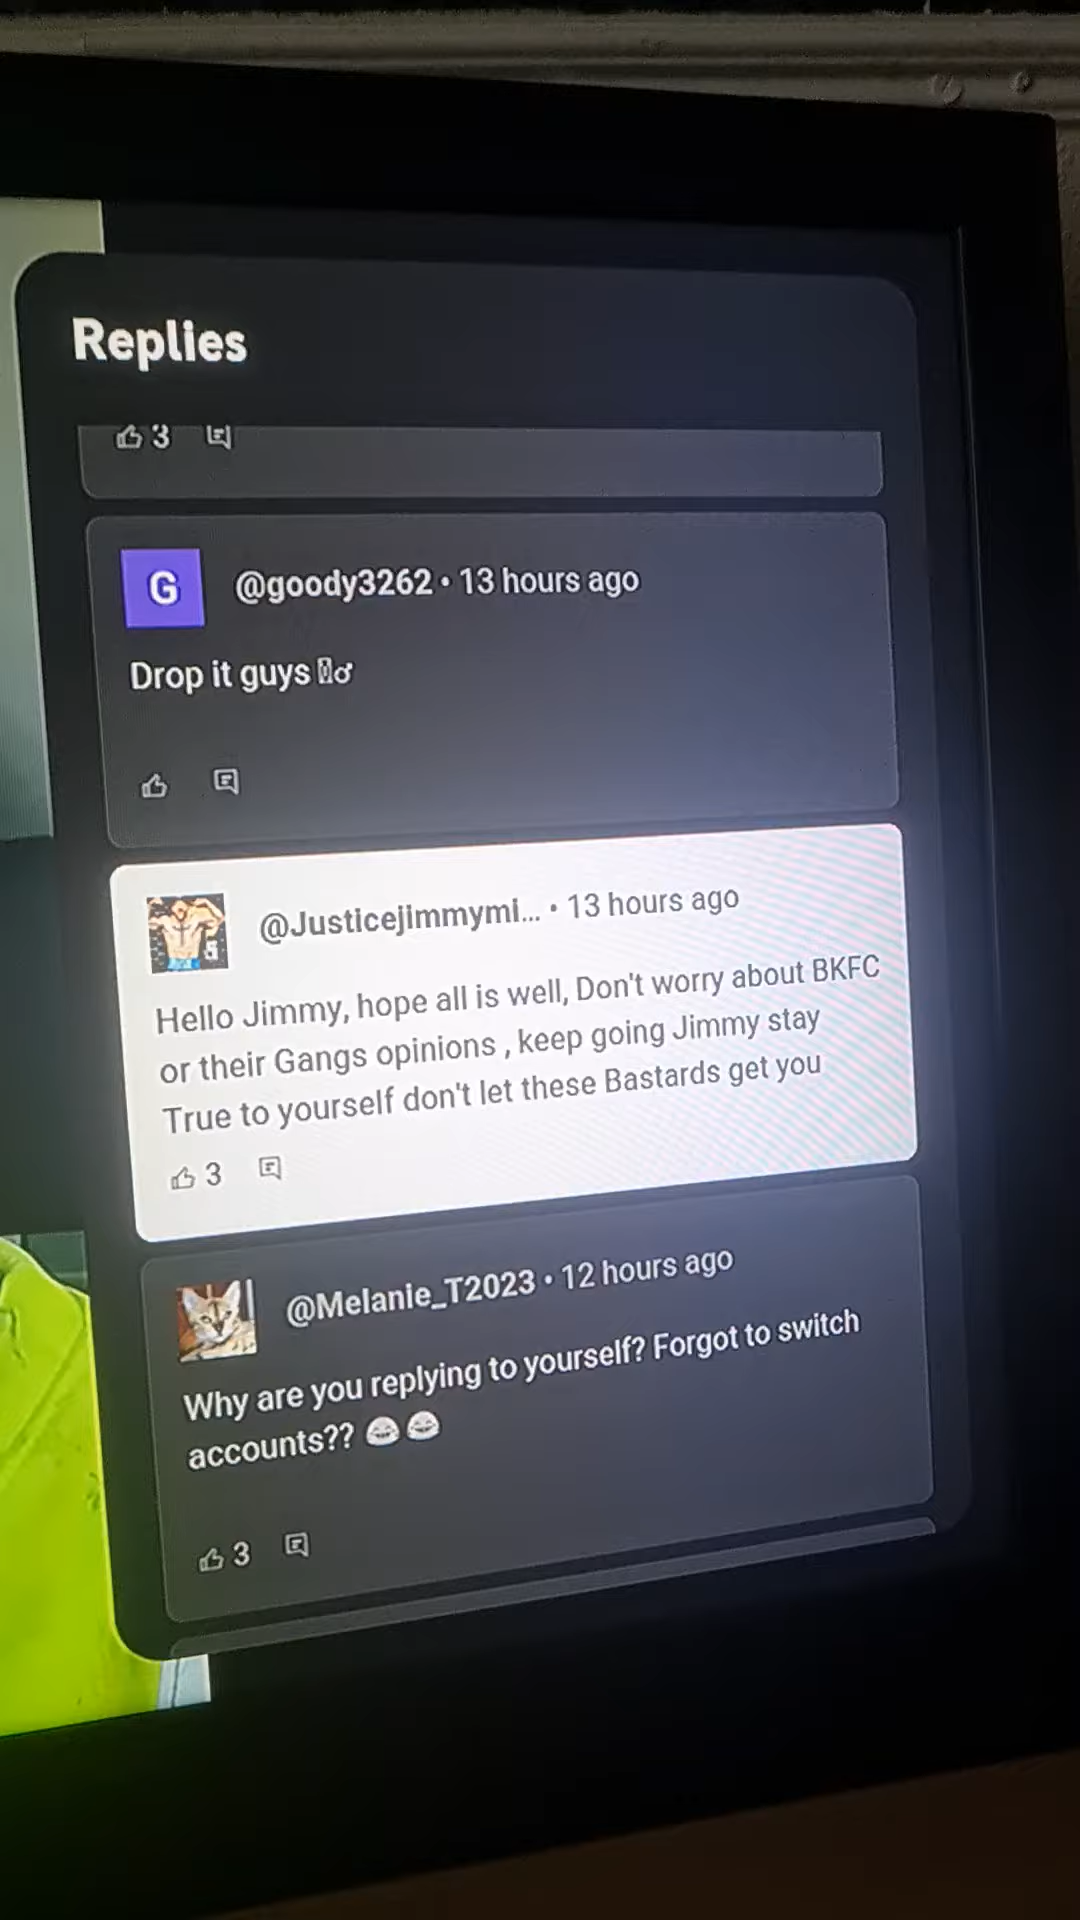 Replies
3
G
@goody3262 • 13 hours ago
Drop it guys ♂
@Justicejimmymi... • 13 hours ago
Hello Jimmy, hope all is well, Don't worry about BKFC
or their Gangs opinions , keep going Jimmy stay
True to yourself don't let these Bastards get you
3
@Melanie_T2023 • 12 hours ago
Why are you replying to yourself? Forgot to switch
accounts?? 😂😂
3